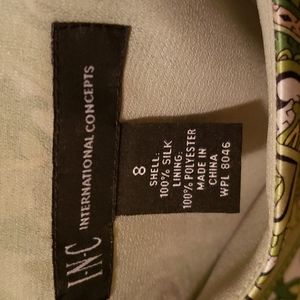 I·N·C
INTERNATIONAL CONCEPTS
8
SHELL:
100% SILK
LINING:
100% POLYESTER
MADE IN
CHINA
WPL 8046